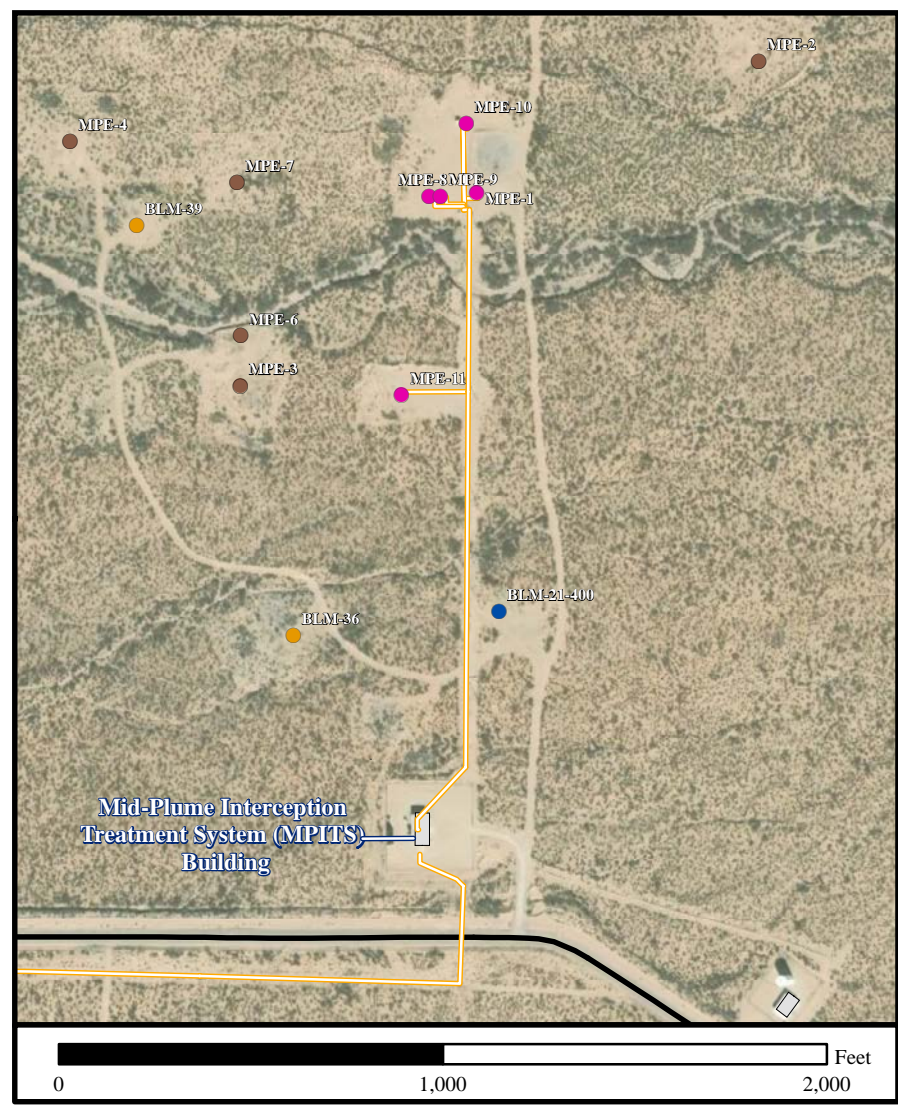 MPE-2
MPE-10
MPE-4
MPE-7
MPE-8
MPE-9
MPE-1
BLM-39
MPE-6
MPE-3
MPE-11
BLM-21-400
BLM-36
Mid-Plume Interception
Treatment System (MPITS)
Building
Feet
0
1,000
2,000